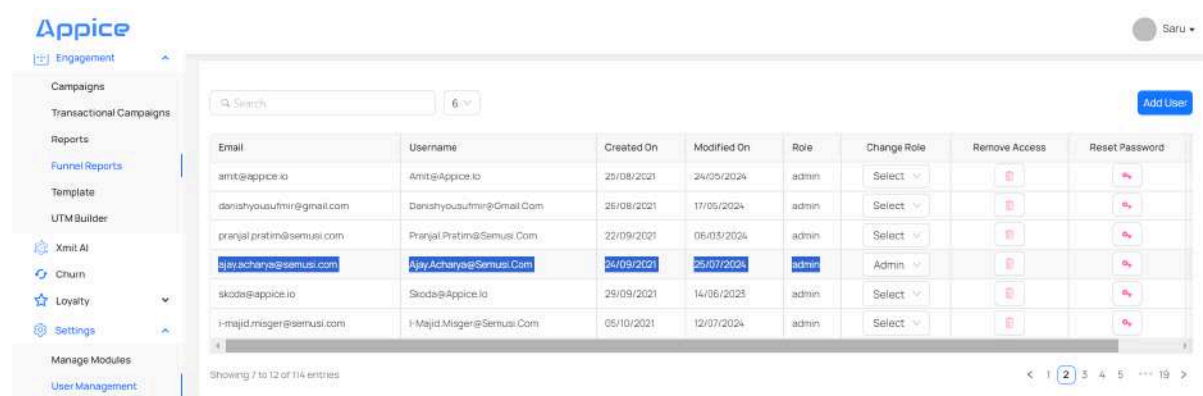 Appice
Saru
Engagement
Campaigns
Transactional Campaigns
Reports
Funnel Reports
Template
UTM Builder
Xmit AI
Churn
Loyalty
Settings
Manage Modules
User Management
Search
6
Add User
Email Username Created On Modified On Role Change Role Remove Access Reset Password
amit@appice.io Amit@Appice.Io 25/08/2021 24/05/2024 admin Select
danishyousufmir@gmail.com Danishyousufmir@Gmail.Com 26/08/2021 17/05/2024 admin Select
pranjal.pratim@semusi.com Pranjal.Pratim@Semusi.Com 22/09/2021 06/03/2024 admin Select
ajay.acharya@semusi.com Ajay.Acharya@Semusi.Com 24/09/2021 25/07/2024 admin Admin
skoda@appice.io Skoda@Appice.Io 29/09/2021 14/06/2023 admin Select
i-majid.misger@semusi.com I-Majid.Misger@Semusi.Com 05/10/2021 12/07/2024 admin Select
Showing 7 to 12 of 114 entries
< 1 2 3 4 5 ••• 19 >